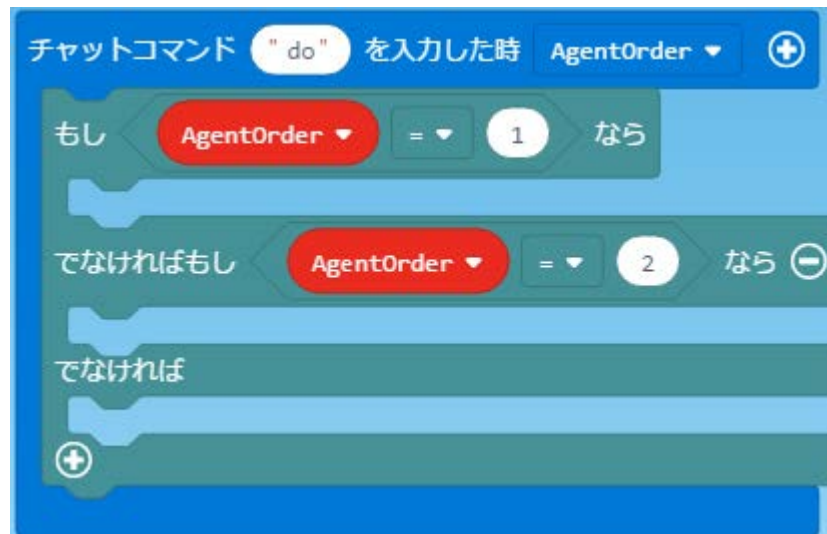 チャットコマンド "do" を入力した時 AgentOrder
もし AgentOrder = 1 なら
でなければもし AgentOrder = 2 なら
でなければ